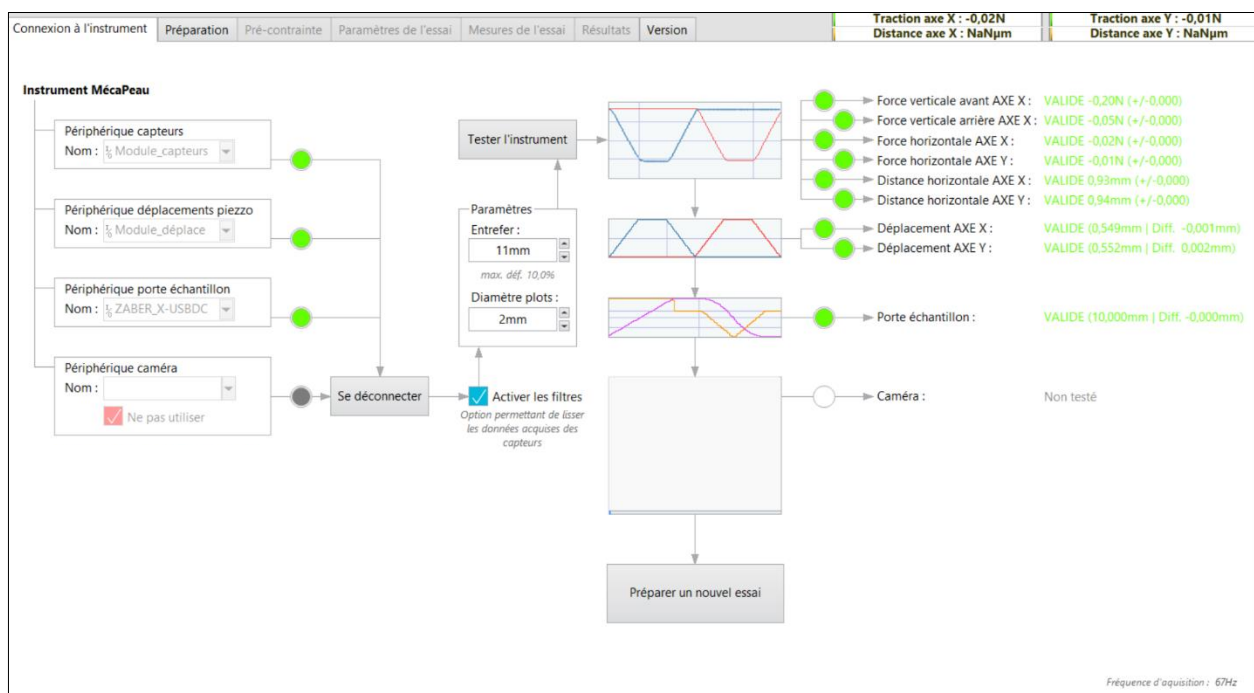 Connexion à l'instrument
Préparation
Pré-contrainte
Paramètres de l'essai
Mesures de l'essai
Résultats
Version
Traction axe X : -0,02N
Distance axe X : NaNµm
Traction axe Y : -0,01N
Distance axe Y : NaNµm
Instrument MécaPeau
Périphérique capteurs
Nom : Module_capteurs
Périphérique déplacements piezzo
Nom : Module_déplace
Périphérique porte échantillon
Nom : ZABER_X-USBDC
Périphérique caméra
Nom :
Ne pas utiliser
Se déconnecter
Activer les filtres
Option permettant de lisser
les données acquises des
capteurs
Paramètres
Entrefer :
11mm
max. déf. 10,0%
Diamètre plots :
2mm
Tester l'instrument
Force verticale avant AXE X : VALIDE -0,20N (+/-0,000)
Force verticale arrière AXE X : VALIDE -0,05N (+/-0,000)
Force horizontale AXE X : VALIDE -0,02N (+/-0,000)
Force horizontale AXE Y : VALIDE -0,01N (+/-0,000)
Distance horizontale AXE X : VALIDE 0,93mm (+/-0,000)
Distance horizontale AXE Y : VALIDE 0,94mm (+/-0,000)
Déplacement AXE X : VALIDE (0,549mm | Diff. -0,001mm)
Déplacement AXE Y : VALIDE (0,552mm | Diff. 0,002mm)
Porte échantillon : VALIDE (10,000mm | Diff. -0,000mm)
Caméra : Non testé
Préparer un nouvel essai
Fréquence d'aquisition : 67Hz